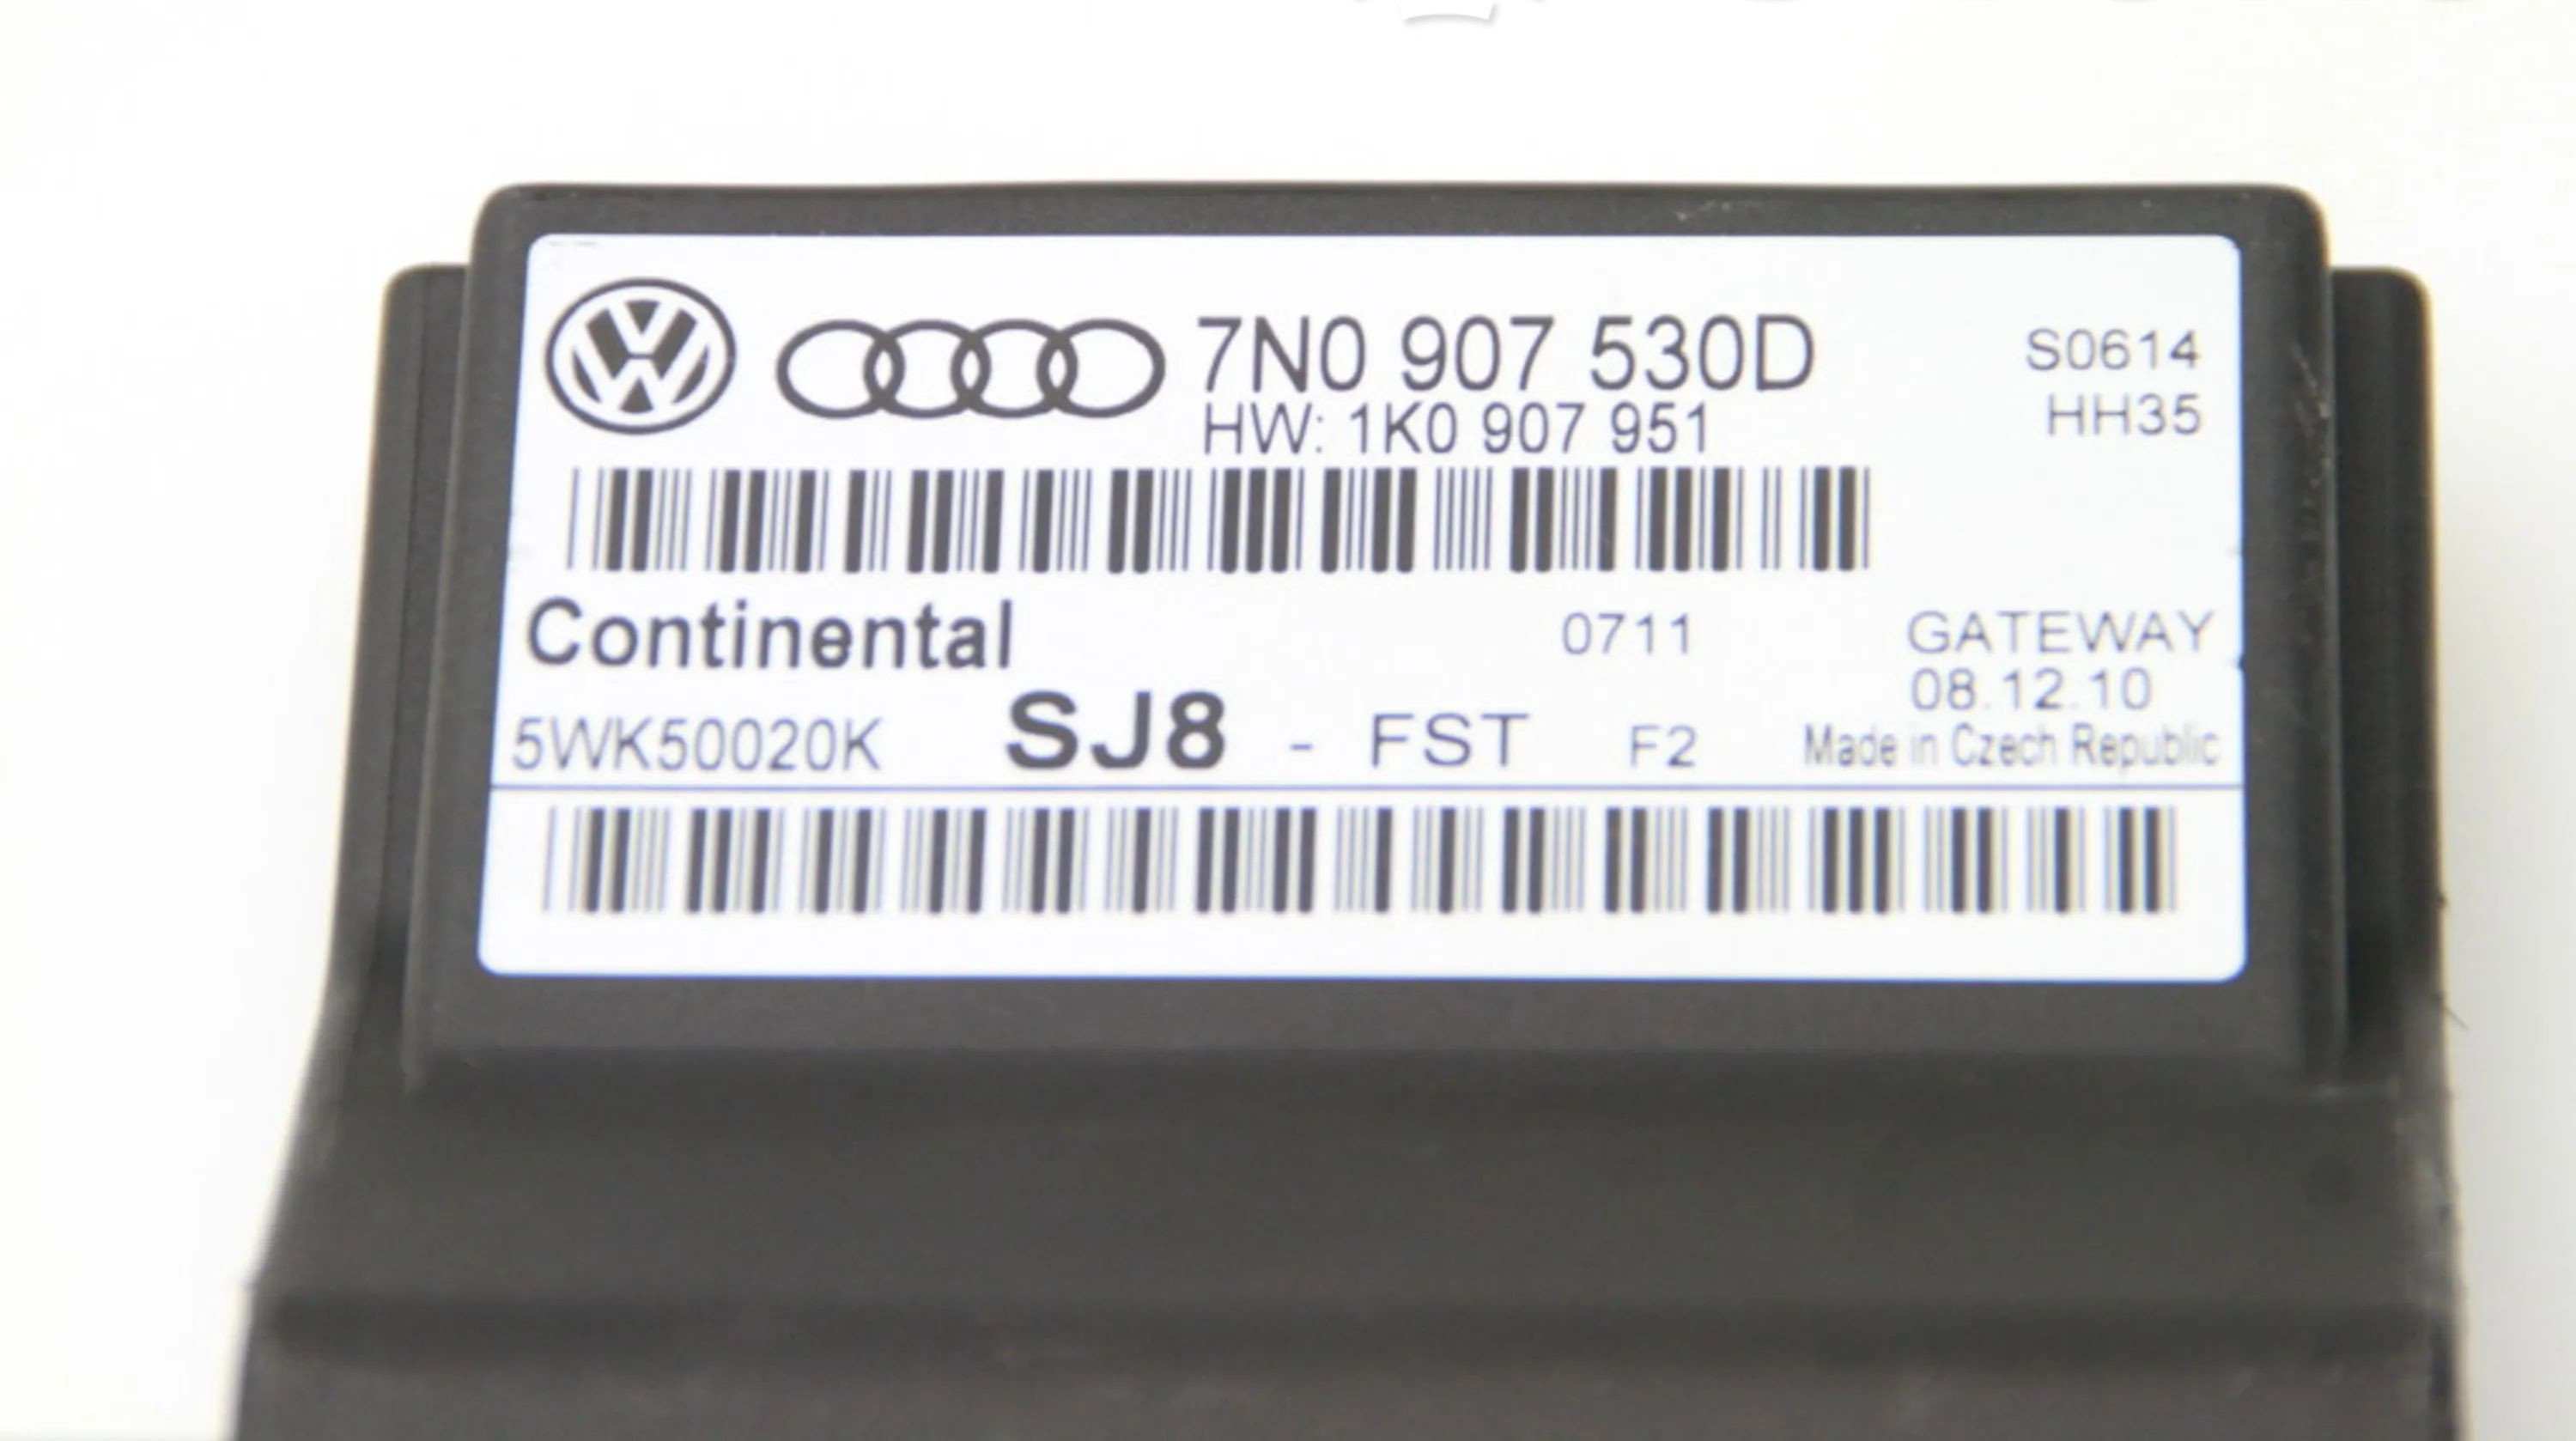 7N0 907 530D S0614
HW: 1K0 907 951 HH35
Continental 0711 GATEWAY
08.12.10
5WK50020K SJ8 - FST F2 Made in Czech Republic